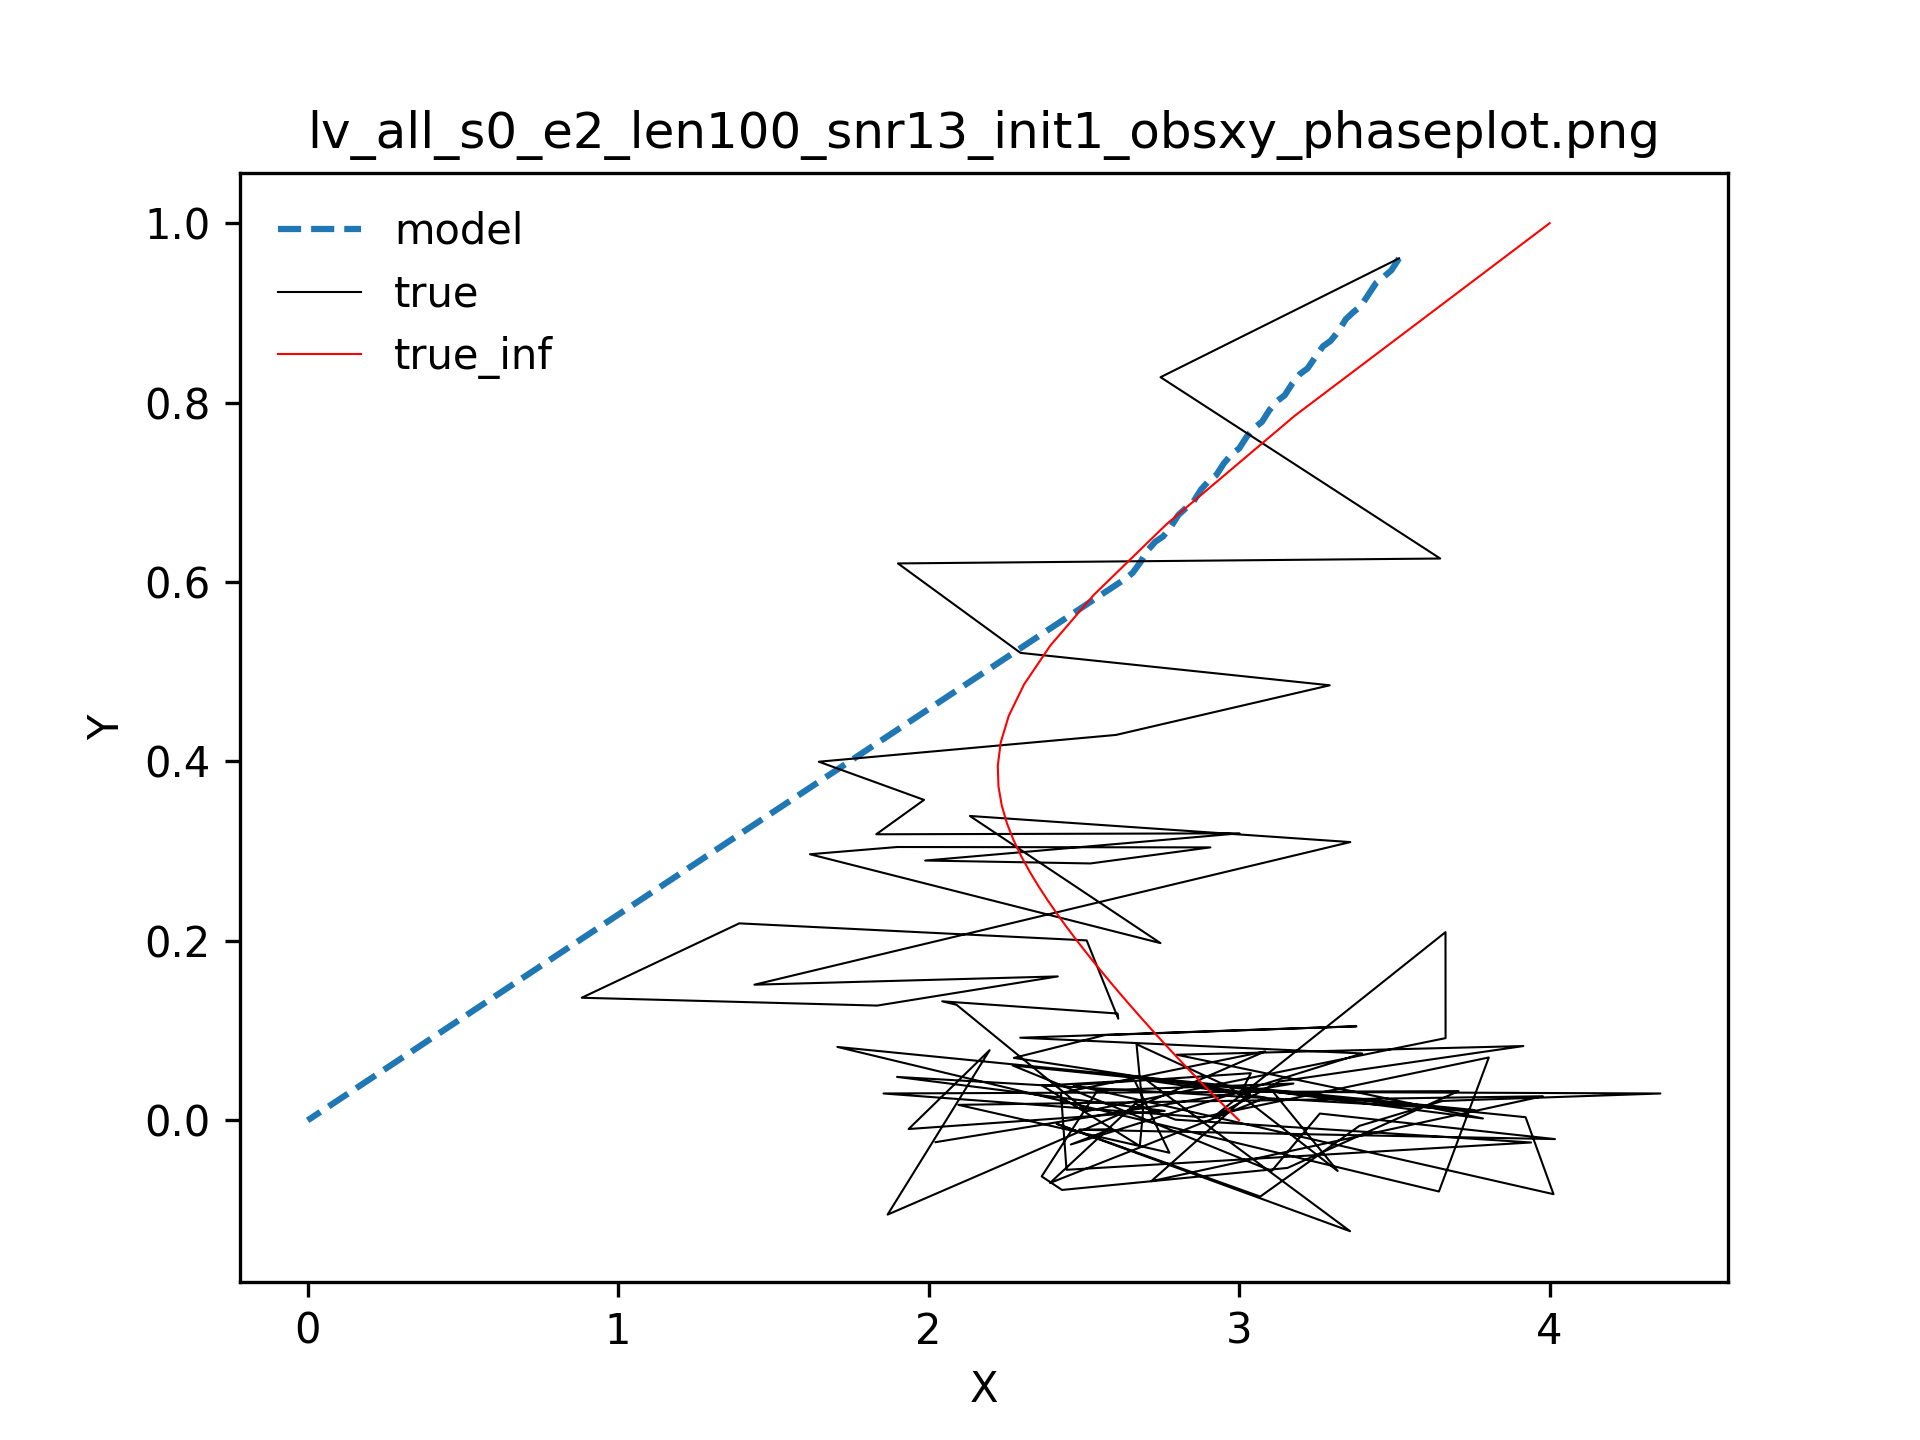 lv_all_s0_e2_len100_snr13_init1_obsxy_phaseplot.png
model
true
true_inf
1.0
0.8
0.6
0.4
0.2
0.0
Y
0 1 2 3 4
X